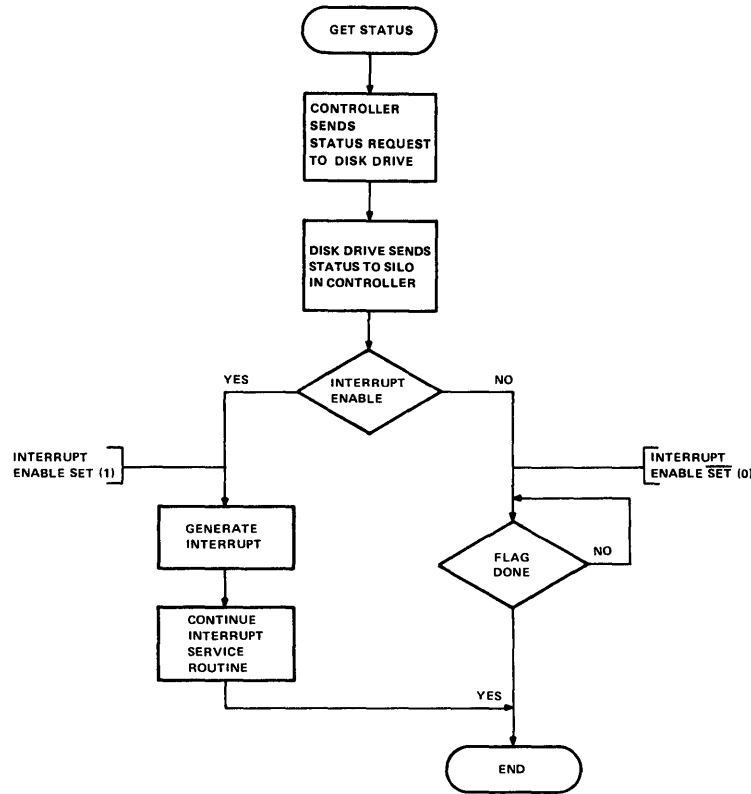 GET STATUS
CONTROLLER
SENDS
STATUS REQUEST
TO DISK DRIVE
DISK DRIVE SENDS
STATUS TO SILO
IN CONTROLLER
YES
INTERRUPT
ENABLE
NO
INTERRUPT
ENABLE SET (1)
INTERRUPT
ENABLE S̅E̅T̅ (0)
GENERATE
INTERRUPT
FLAG
DONE
NO
CONTINUE
INTERRUPT
SERVICE
ROUTINE
YES
END